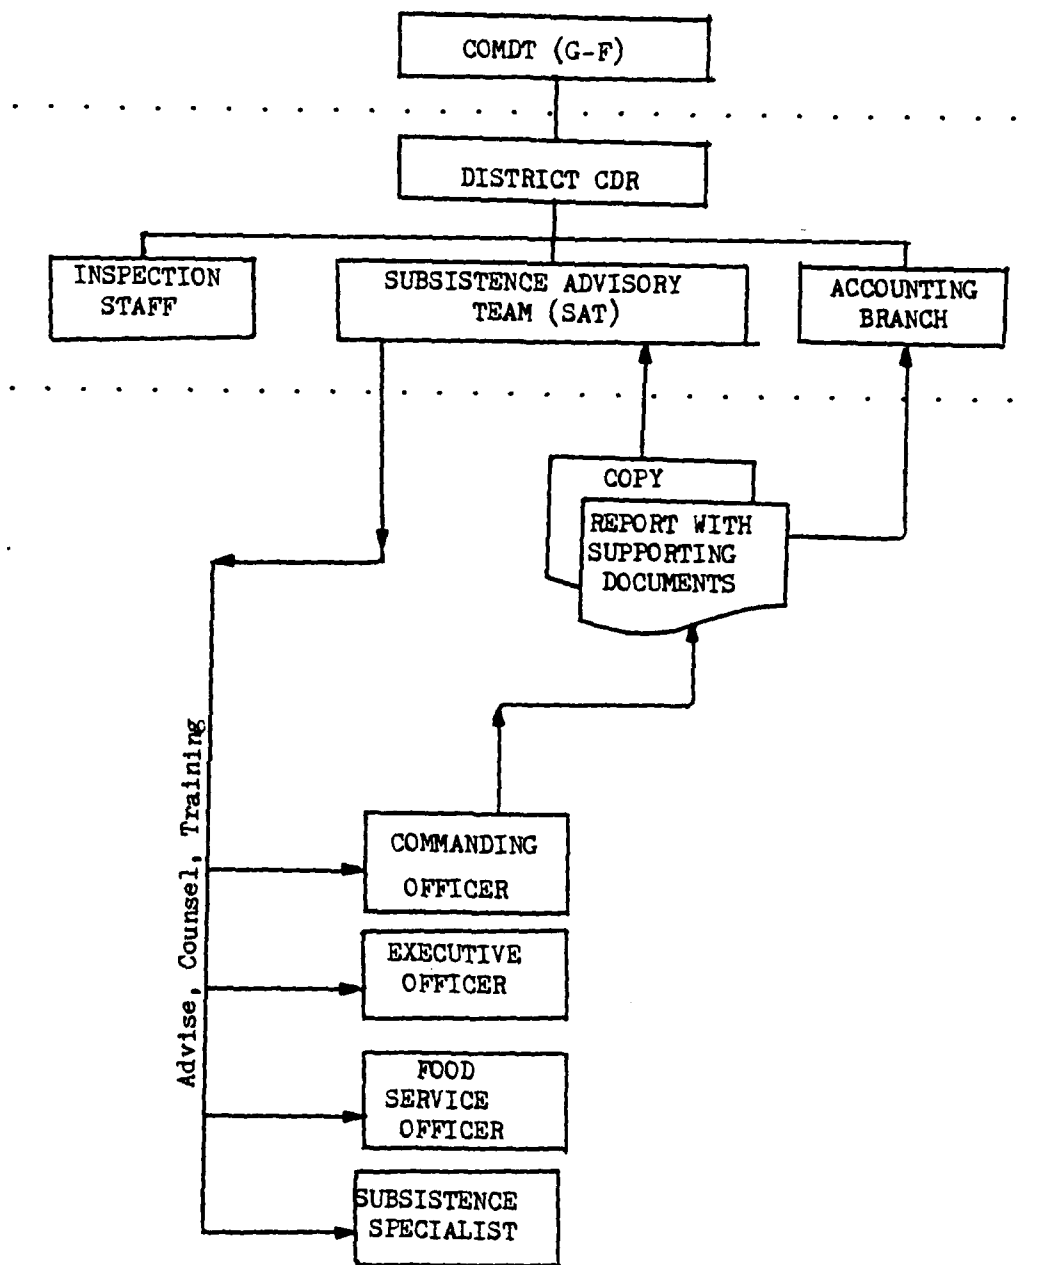 COMDT (G-F)
DISTRICT CDR
INSPECTION
STAFF
SUBSISTENCE ADVISORY
TEAM (SAT)
ACCOUNTING
BRANCH
COPY
REPORT WITH
SUPPORTING
DOCUMENTS
Advise, Counsel, Training
COMMANDING
OFFICER
EXECUTIVE
OFFICER
FOOD
SERVICE
OFFICER
SUBSISTENCE
SPECIALIST